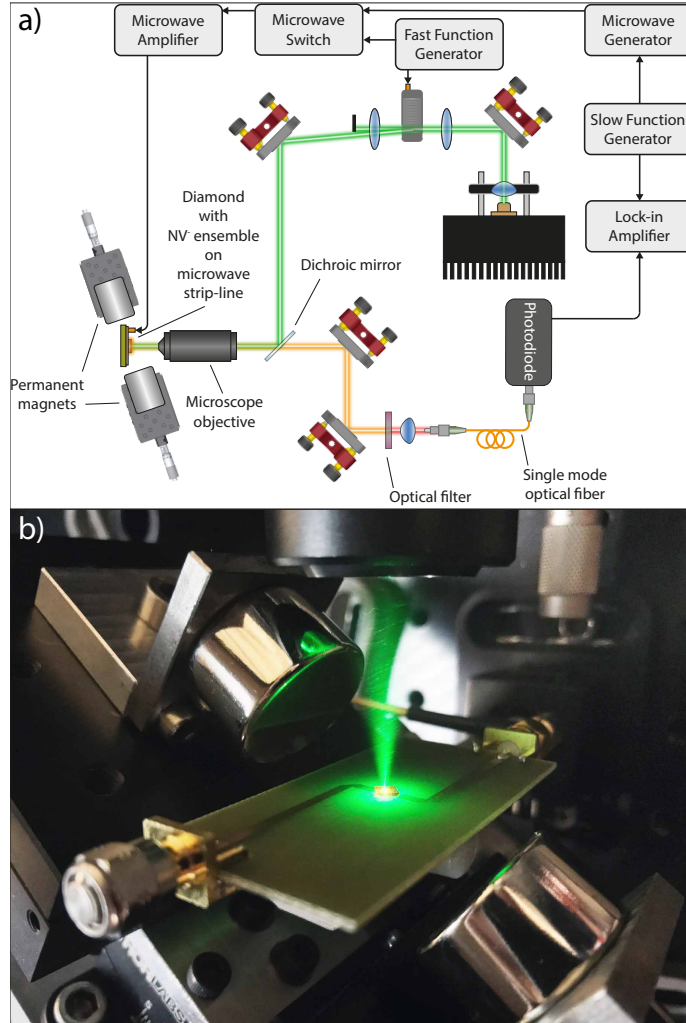 a)
Microwave
Amplifier
Microwave
Switch
Fast Function
Generator
Microwave
Generator
Slow Function
Generator
Lock-in
Amplifier
Diamond
with
NV⁻ ensemble
on
microwave
strip-line
Dichroic mirror
Photodiode
Permanent
magnets
Microscope
objective
Optical filter
Single mode
optical fiber
b)